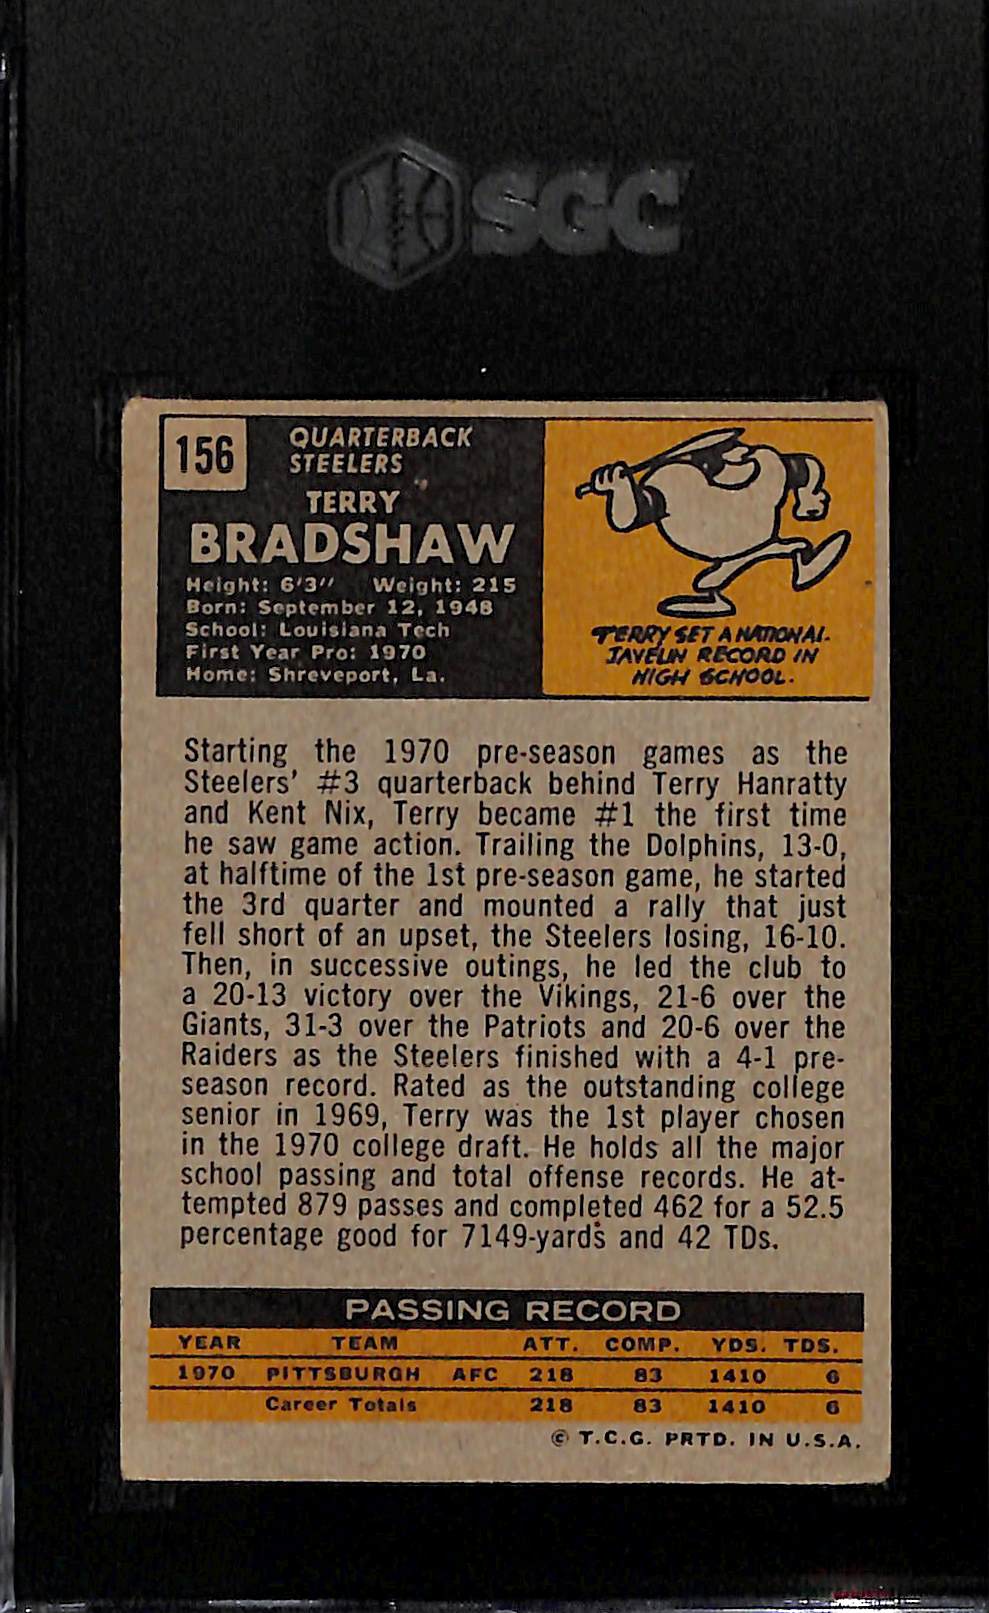 SGC
156
QUARTERBACK
STEELERS
TERRY
BRADSHAW
Height: 6'3" Weight: 215
Born: September 12, 1948
School: Louisiana Tech
First Year Pro: 1970
Home: Shreveport, La.
TERRY SET A NATIONAL
JAVELIN RECORD IN
HIGH SCHOOL.
Starting the 1970 pre-season games as the
Steelers' #3 quarterback behind Terry Hanratty
and Kent Nix, Terry became #1 the first time
he saw game action. Trailing the Dolphins, 13-0,
at halftime of the 1st pre-season game, he started
the 3rd quarter and mounted a rally that just
fell short of an upset, the Steelers losing, 16-10.
Then, in successive outings, he led the club to
a 20-13 victory over the Vikings, 21-6 over the
Giants, 31-3 over the Patriots and 20-6 over the
Raiders as the Steelers finished with a 4-1 pre-
season record. Rated as the outstanding college
senior in 1969, Terry was the 1st player chosen
in the 1970 college draft. He holds all the major
school passing and total offense records. He at-
tempted 879 passes and completed 462 for a 52.5
percentage good for 7149-yards and 42 TDs.
PASSING RECORD
YEAR TEAM ATT. COMP. YDS. TDS.
1970 PITTSBURGH AFC 218 83 1410 6
Career Totals 218 83 1410 6
© T.C.G. PRTD. IN U.S.A.